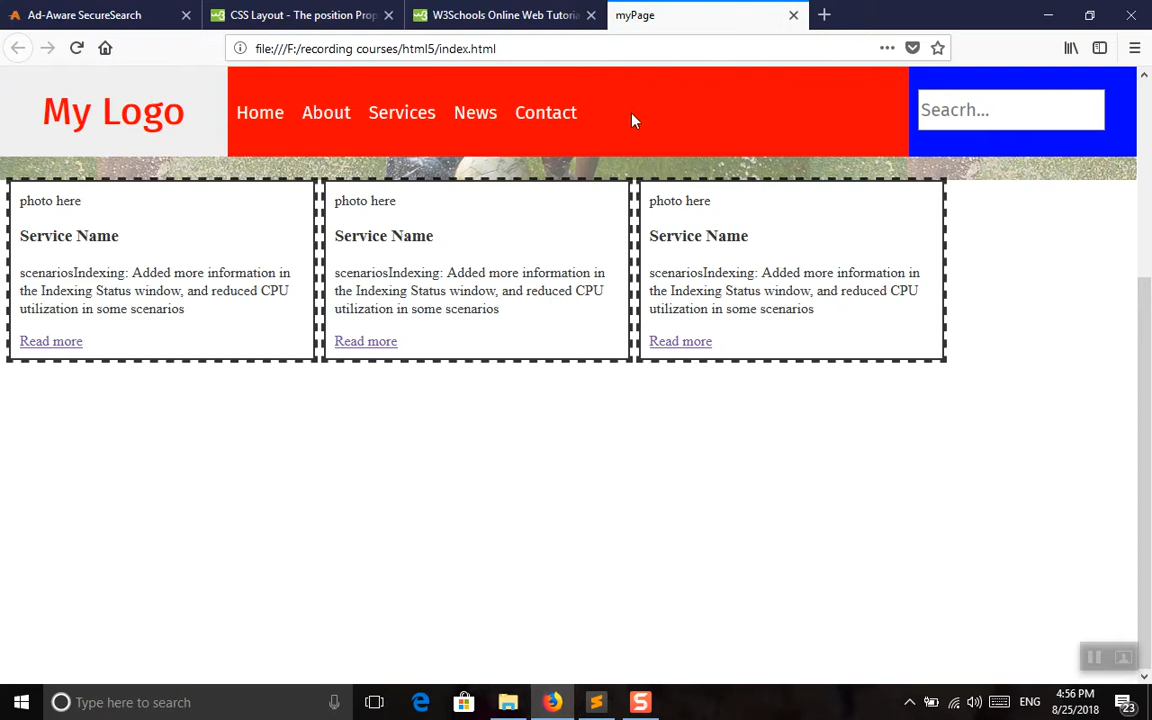 Ad-Aware SecureSearch
CSS Layout - The position Prop
W3Schools Online Web Tutoria
myPage
file:///F:/recording courses/html5/index.html
My Logo
Home About Services News Contact
Seacrh...
photo here
Service Name
scenariosIndexing: Added more information in
the Indexing Status window, and reduced CPU
utilization in some scenarios
Read more
photo here
Service Name
scenariosIndexing: Added more information in
the Indexing Status window, and reduced CPU
utilization in some scenarios
Read more
photo here
Service Name
scenariosIndexing: Added more information in
the Indexing Status window, and reduced CPU
utilization in some scenarios
Read more
Type here to search
ENG
4:56 PM
8/25/2018
23